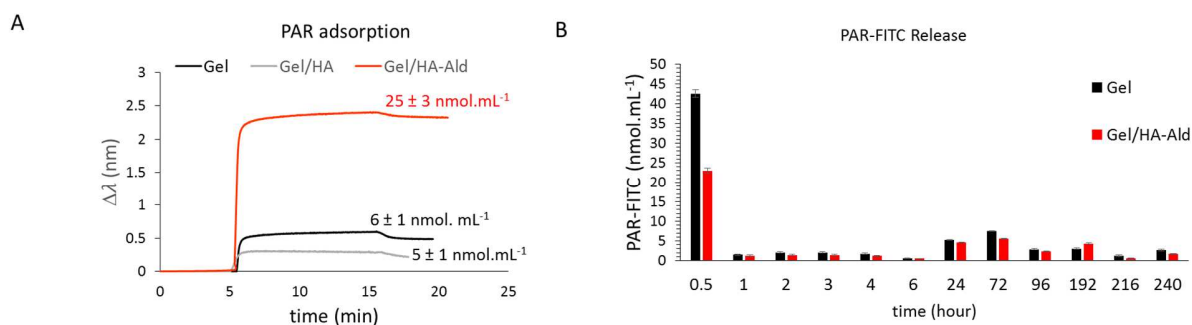 A
PAR adsorption
Gel
Gel/HA
Gel/HA-Ald
3
2.5
2
1.5
1
0.5
0
Δλ (nm)
25 ± 3 nmol.mL⁻¹
6 ± 1 nmol. mL⁻¹
5 ± 1 nmol.mL⁻¹
0 5 10 15 20 25
time (min)
B
PAR-FITC Release
50
45
40
35
30
25
20
15
10
5
0
PAR-FITC (nmol.mL⁻¹)
Gel
Gel/HA-Ald
0.5 1 2 3 4 6 24 72 96 192 216 240
time (hour)